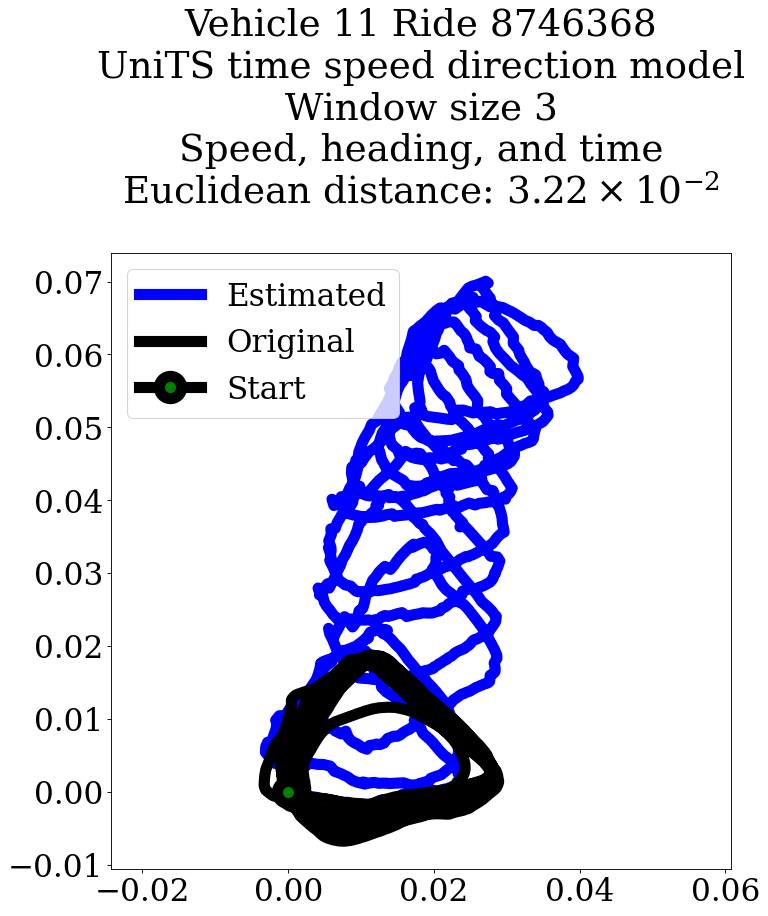 Vehicle 11 Ride 8746368
UniTS time speed direction model
Window size 3
Speed, heading, and time
Euclidean distance: 3.22 × 10⁻²
Estimated
Original
Start
0.07
0.06
0.05
0.04
0.03
0.02
0.01
0.00
−0.01
−0.02 0.00 0.02 0.04 0.06